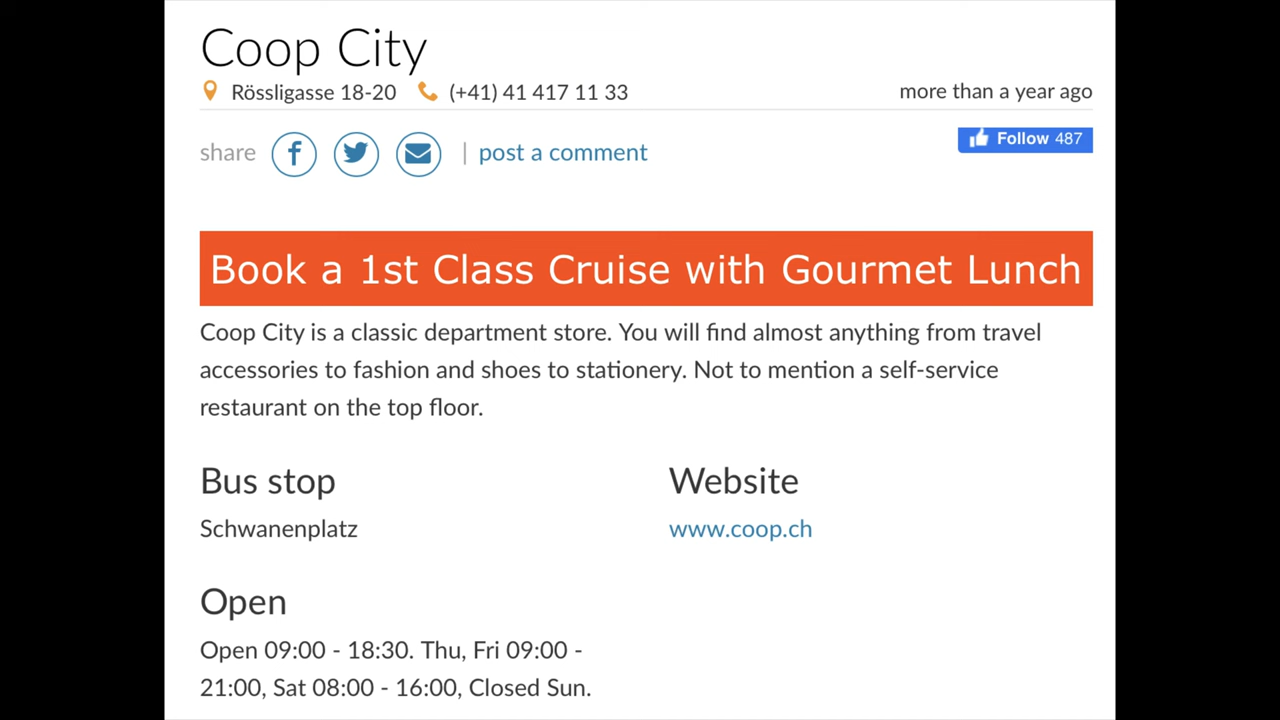 Coop City
Rössligasse 18-20 (+41) 41 417 11 33 more than a year ago
share | post a comment Follow 487
Book a 1st Class Cruise with Gourmet Lunch
Coop City is a classic department store. You will find almost anything from travel
accessories to fashion and shoes to stationery. Not to mention a self-service
restaurant on the top floor.
Bus stop Website
Schwanenplatz www.coop.ch
Open
Open 09:00 - 18:30. Thu, Fri 09:00 -
21:00, Sat 08:00 - 16:00, Closed Sun.